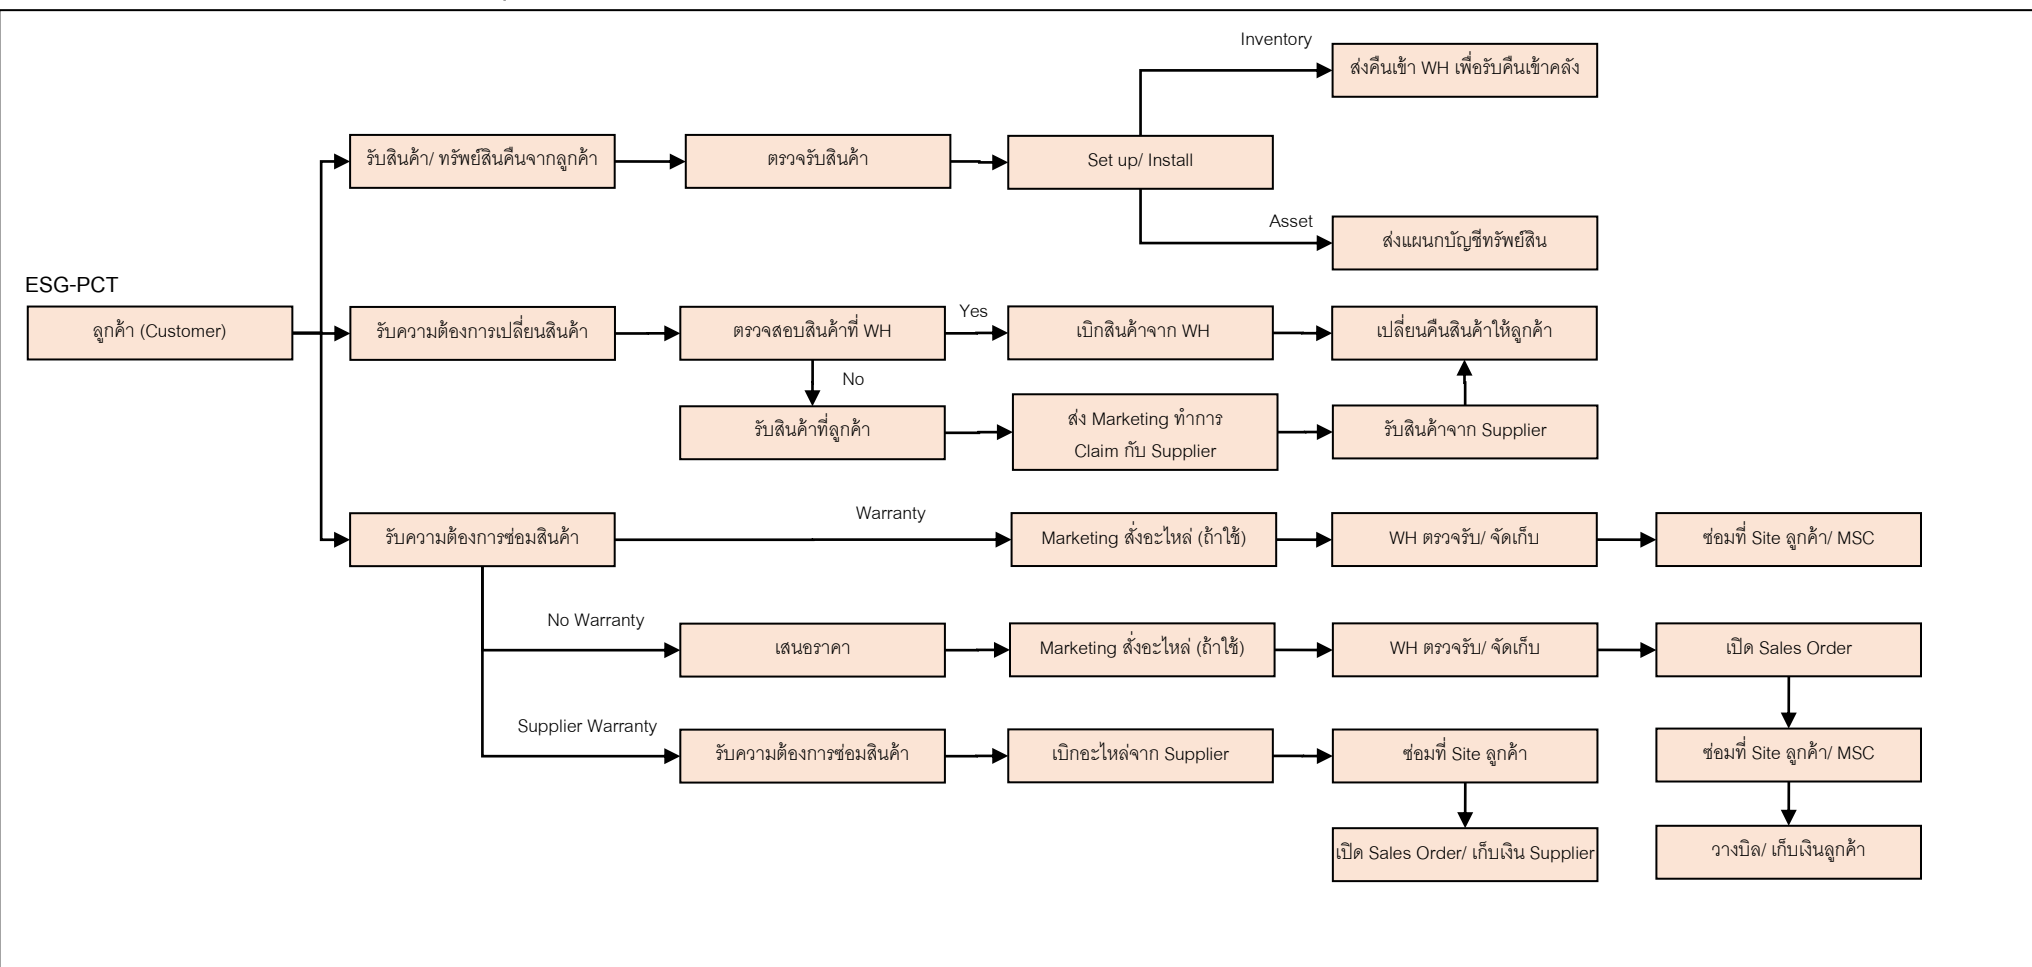 Inventory
ส่งคืนเข้า WH เพื่อรับคืนเข้าคลัง
รับสินค้า/ ทรัพย์สินคืนจากลูกค้า
ตรวจรับสินค้า
Set up/ Install
Asset
ส่งแผนกบัญชีทรัพย์สิน
ESG-PCT
ลูกค้า (Customer)
รับความต้องการเปลี่ยนสินค้า
ตรวจสอบสินค้าที่ WH
Yes
เบิกสินค้าจาก WH
เปลี่ยนคืนสินค้าให้ลูกค้า
No
รับสินค้าที่ลูกค้า
ส่ง Marketing ทำการ
Claim กับ Supplier
รับสินค้าจาก Supplier
รับความต้องการซ่อมสินค้า
Warranty
Marketing สั่งอะไหล่ (ถ้าใช้)
WH ตรวจรับ/ จัดเก็บ
ซ่อมที่ Site ลูกค้า/ MSC
No Warranty
เสนอราคา
Marketing สั่งอะไหล่ (ถ้าใช้)
WH ตรวจรับ/ จัดเก็บ
เปิด Sales Order
Supplier Warranty
รับความต้องการซ่อมสินค้า
เบิกอะไหล่จาก Supplier
ซ่อมที่ Site ลูกค้า
ซ่อมที่ Site ลูกค้า/ MSC
เปิด Sales Order/ เก็บเงิน Supplier
วางบิล/ เก็บเงินลูกค้า